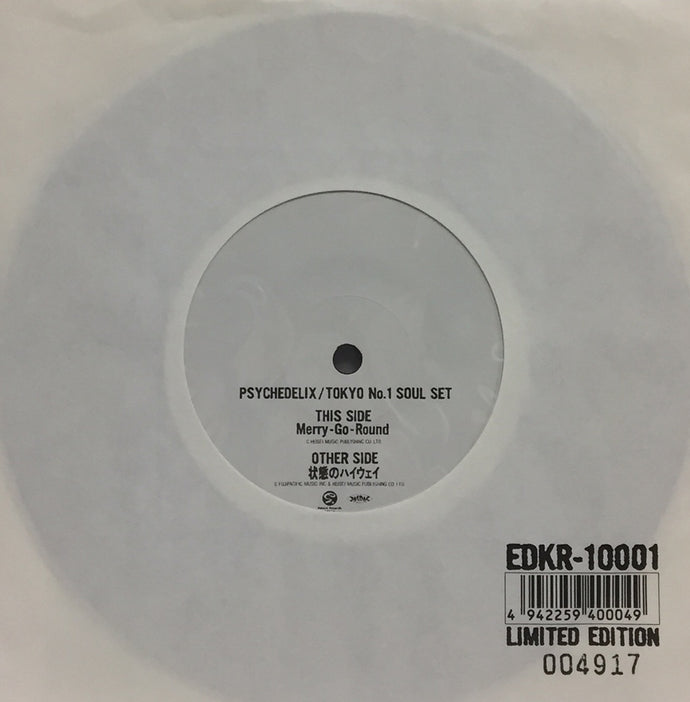 PSYCHEDELIX/TOKYO No.1 SOUL SET
THIS SIDE
Merry-Go-Round
OTHER SIDE
状態のハイウェイ
EDKR-10001
4 942259 400049
LIMITED EDITION
004917